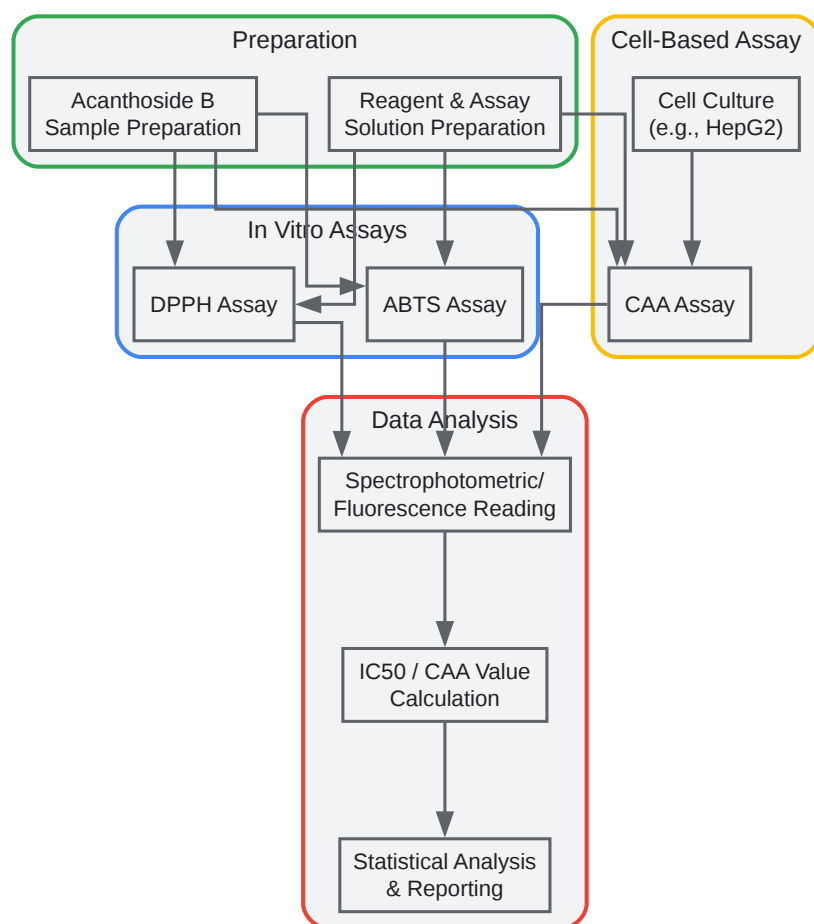 Preparation
Cell-Based Assay
Acanthoside B
Sample Preparation
Reagent & Assay
Solution Preparation
Cell Culture
(e.g., HepG2)
In Vitro Assays
DPPH Assay
ABTS Assay
CAA Assay
Data Analysis
Spectrophotometric/
Fluorescence Reading
IC50 / CAA Value
Calculation
Statistical Analysis
& Reporting